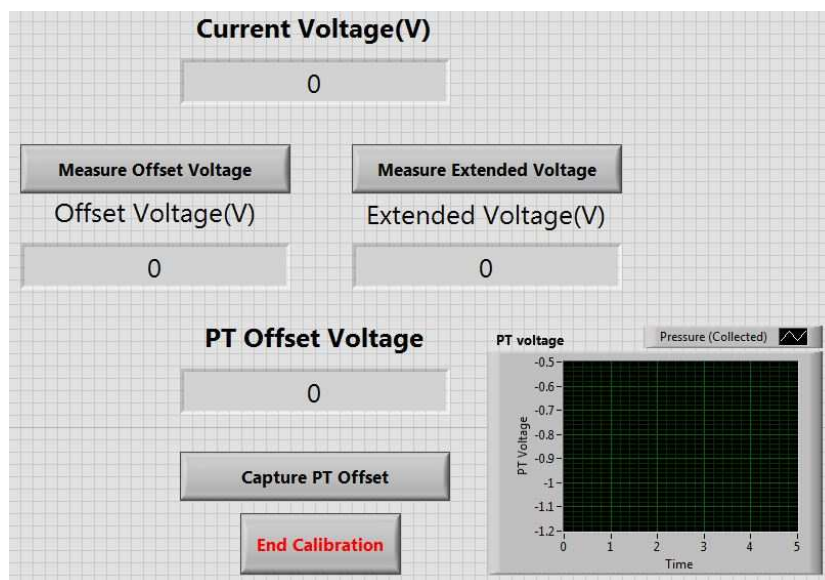 Current Voltage(V)
0
Measure Offset Voltage
Measure Extended Voltage
Offset Voltage(V)
Extended Voltage(V)
0
0
PT Offset Voltage
0
Capture PT Offset
End Calibration
PT voltage
Pressure (Collected)
PT Voltage
-0.5
-0.6
-0.7
-0.8
-0.9
-1
-1.1
-1.2
0 1 2 3 4 5
Time